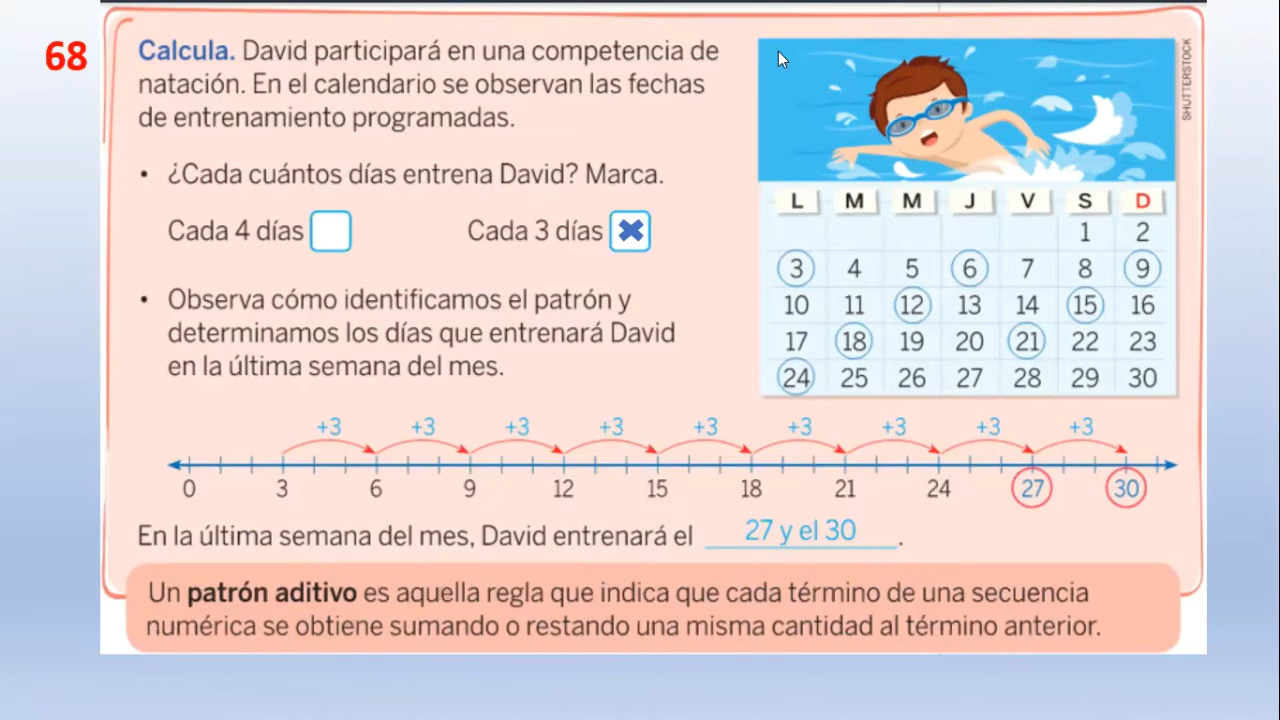 68
Calcula. David participará en una competencia de
natación. En el calendario se observan las fechas
de entrenamiento programadas.
• ¿Cada cuántos días entrena David? Marca.
Cada 4 días Cada 3 días ✖
• Observa cómo identificamos el patrón y
determinamos los días que entrenará David
en la última semana del mes.
SHUTTERSTOCK
L M M J V S D
1 2
3 4 5 6 7 8 9
10 11 12 13 14 15 16
17 18 19 20 21 22 23
24 25 26 27 28 29 30
+3 +3 +3 +3 +3 +3 +3 +3 +3
0 3 6 9 12 15 18 21 24 27 30
En la última semana del mes, David entrenará el 27 y el 30.
Un patrón aditivo es aquella regla que indica que cada término de una secuencia
numérica se obtiene sumando o restando una misma cantidad al término anterior.